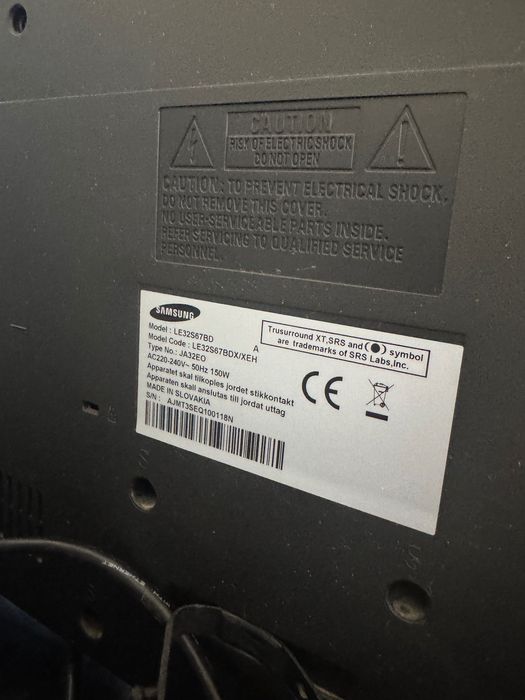 CAUTION
RISK OF ELECTRIC SHOCK
DO NOT OPEN
CAUTION: TO PREVENT ELECTRICAL SHOCK,
DO NOT REMOVE THIS COVER.
NO USER-SERVICEABLE PARTS INSIDE.
REFER SERVICING TO QUALIFIED SERVICE
PERSONNEL.
SAMSUNG
Model : LE32S67BD
A
Model Code : LE32S67BDX/XEH
Type No.: JA32EO
AC220-240V~ 50Hz 150W
Apparatet skal tilkoples jordet stikkontakt
Apparaten skall anslutas till jordat uttag
MADE IN SLOVAKIA
S/N : AJMT3SEQ100118N
Trusurround XT,SRS and symbol
are trademarks of SRS Labs,Inc.
CE